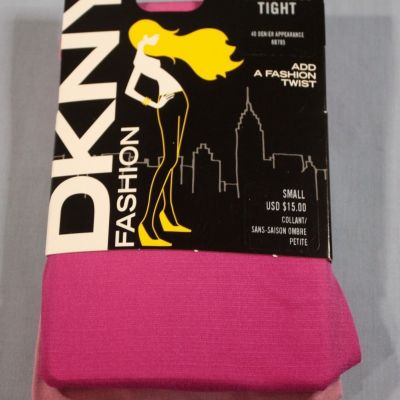 TIGHT
40 DENIER APPEARANCE
ADD
A FASHION
TWIST
DKNY
FASHION
SMALL
USD $15.00
COLLANT/
SANS-SAISON OMBRE
PETITE